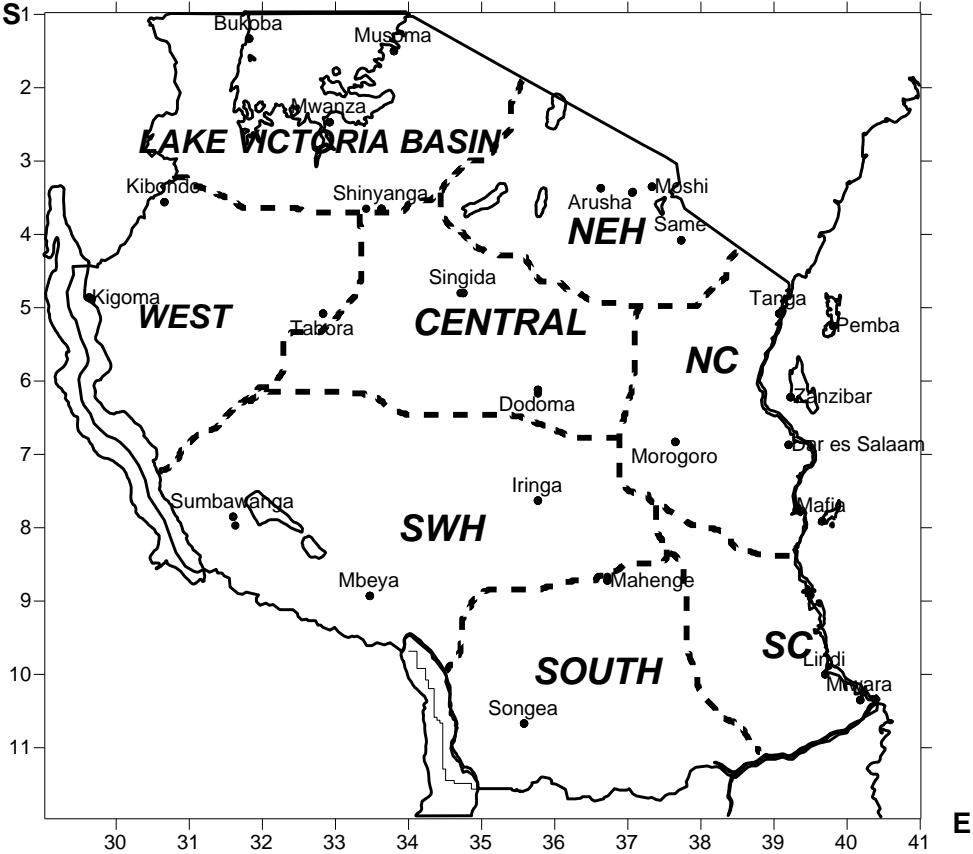 S
1
Bukoba
Musoma
2
Mwanza
LAKE VICTORIA BASIN
3
Kibondo
Shinyanga
Moshi
Arusha
Same
NEH
4
Singida
Kigoma
Tanga
5
WEST
CENTRAL
Pemba
Tabora
NC
6
Dodoma
Zanzibar
7
Dar es Salaam
Morogoro
Iringa
Sumbawanga
Mafia
8
SWH
Mbeya
Mahenge
9
SC
Lindi
SOUTH
10
Mtwara
Songea
11
E
30 31 32 33 34 35 36 37 38 39 40 41